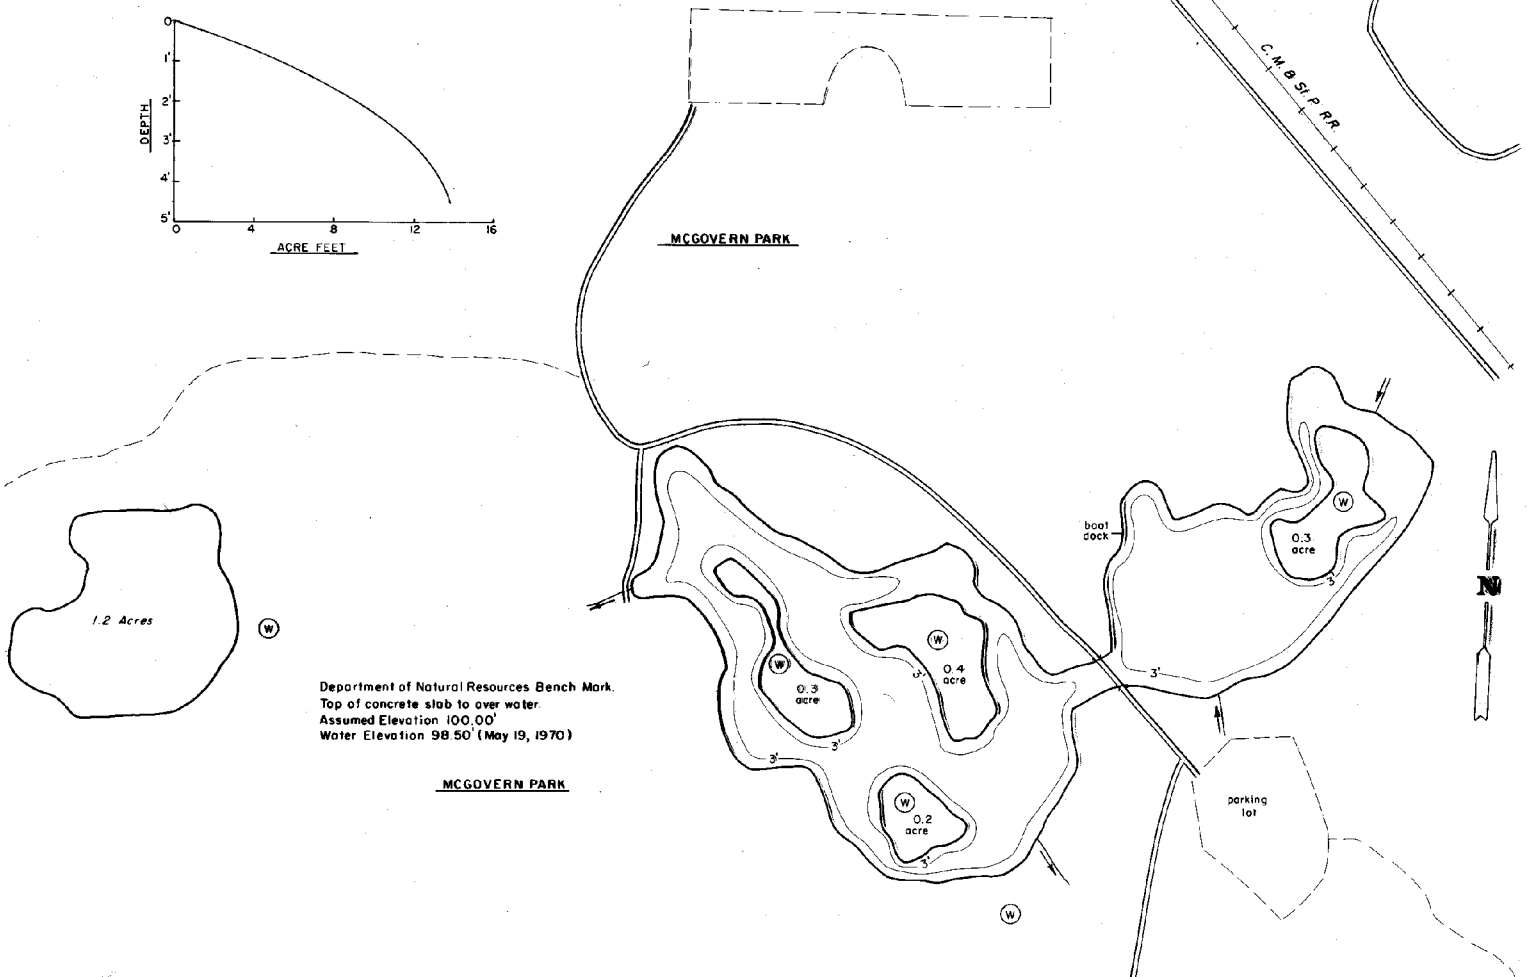 0
1'
2'
3'
4'
5'
DEPTH
0 4 8 12 16
ACRE FEET
C. M. & St. P. RR.
MCGOVERN PARK
boat
dock
W
0.3
acre
3'
3'
N
1.2 Acres
W
W
0.4
acre
3'
W
0.3
acre
3'
3'
Department of Natural Resources Bench Mark.
Top of concrete slab to over water.
Assumed Elevation 100.00'
Water Elevation 98.50' (May 19, 1970)
MCGOVERN PARK
W
0.2
acre
3'
parking
lot
W